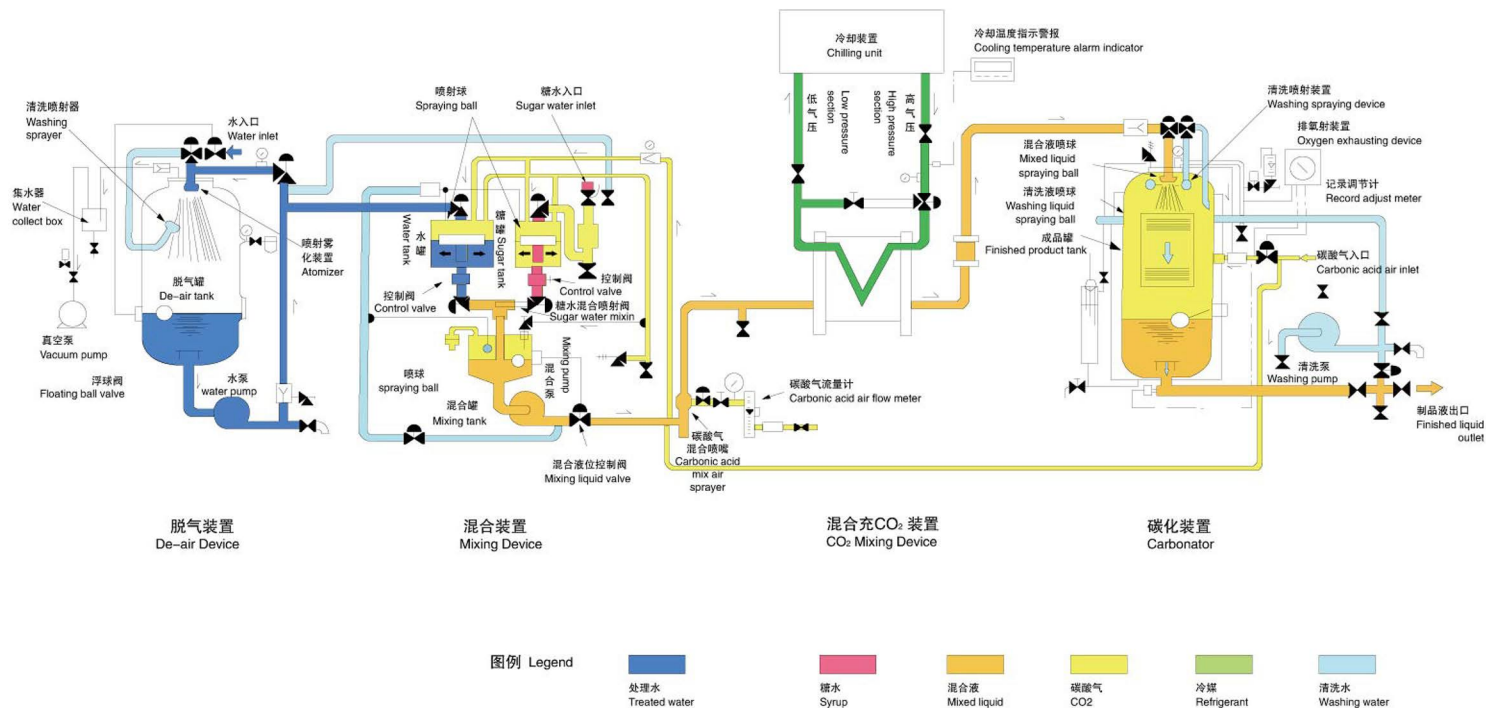 清洗喷射器
Washing
sprayer
水入口
Water inlet
集水器
Water
collect box
喷射雾
化装置
Atomizer
脱气罐
De-air tank
真空泵
Vacuum pump
浮球阀
Floating ball valve
水泵
water pump
脱气装置
De-air Device
喷射球
Spraying ball
糖水入口
Sugar water inlet
水罐
Water tank
糖罐
Sugar tank
控制阀
Control valve
控制阀
Control valve
糖水混合喷射阀
Sugar water mixin
喷球
spraying ball
混合泵
Mixing pump
混合罐
Mixing tank
混合液位控制阀
Mixing liquid valve
混合装置
Mixing Device
冷却装置
Chilling unit
冷却温度指示警报
Cooling temperature alarm indicator
低气压
Low pressure
section
High pressure
section
高气压
碳酸气流量计
Carbonic acid air flow meter
碳酸气
混合喷嘴
Carbonic acid
mix air
sprayer
混合充CO₂ 装置
CO₂ Mixing Device
清洗喷射装置
Washing spraying device
排氧射装置
Oxygen exhausting device
混合液喷球
Mixed liquid
spraying ball
清洗液喷球
Washing liquid
spraying ball
记录调节计
Record adjust meter
成品罐
Finished product tank
碳酸气入口
Carbonic acid air inlet
清洗泵
Washing pump
制品液出口
Finished liquid
outlet
碳化装置
Carbonator
图例 Legend
处理水
Treated water
糖水
Syrup
混合液
Mixed liquid
碳酸气
CO2
冷媒
Refrigerant
清洗水
Washing water